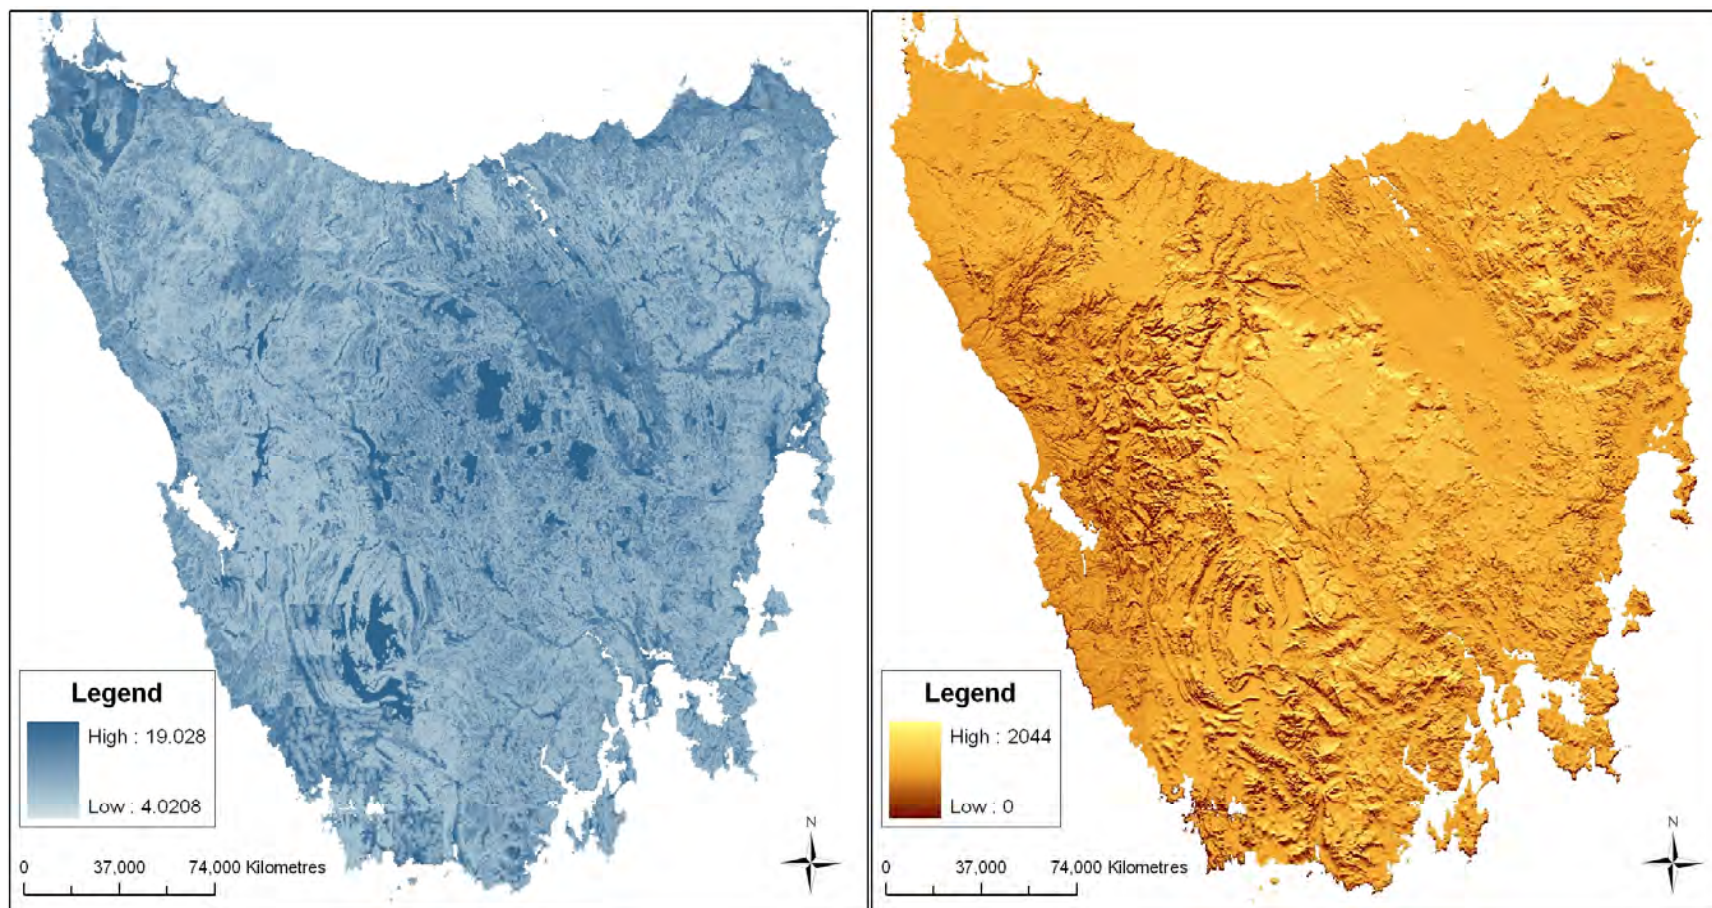 Legend
High : 19.028
Low : 4.0208
N
0 37,000 74,000 Kilometres
Legend
High : 2044
Low : 0
N
0 37,000 74,000 Kilometres